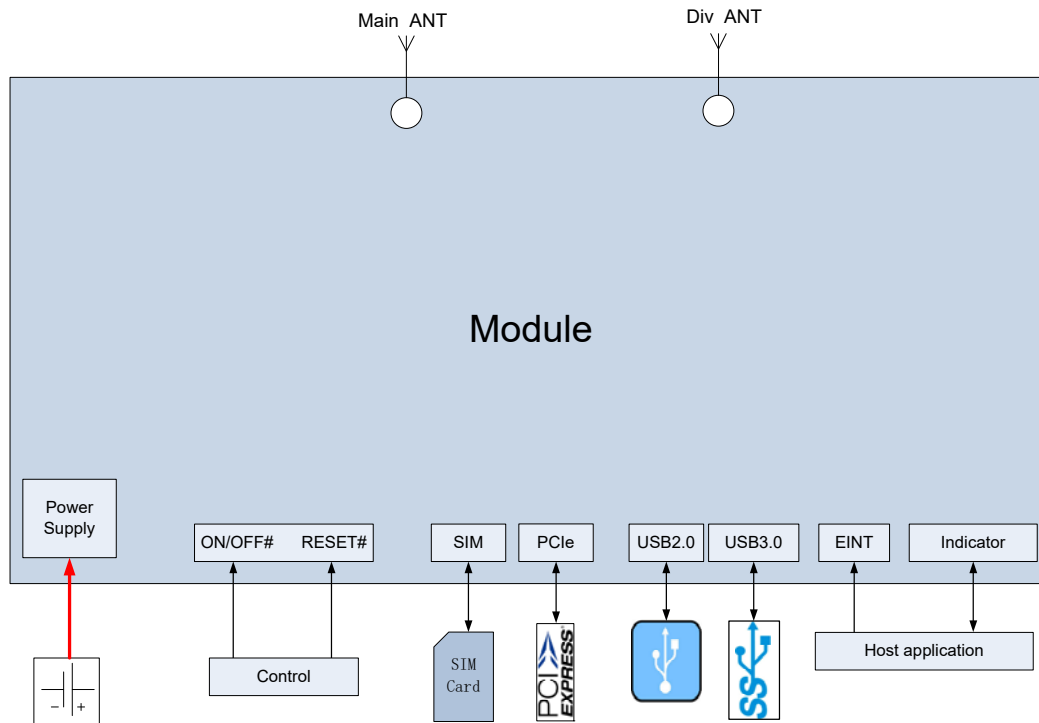 Main ANT
Div ANT
Module
Power
Supply
ON/OFF# RESET#
SIM
PCIe
USB2.0
USB3.0
EINT
Indicator
- +
Control
SIM
Card
PCI
EXPRESS®
SS
Host application